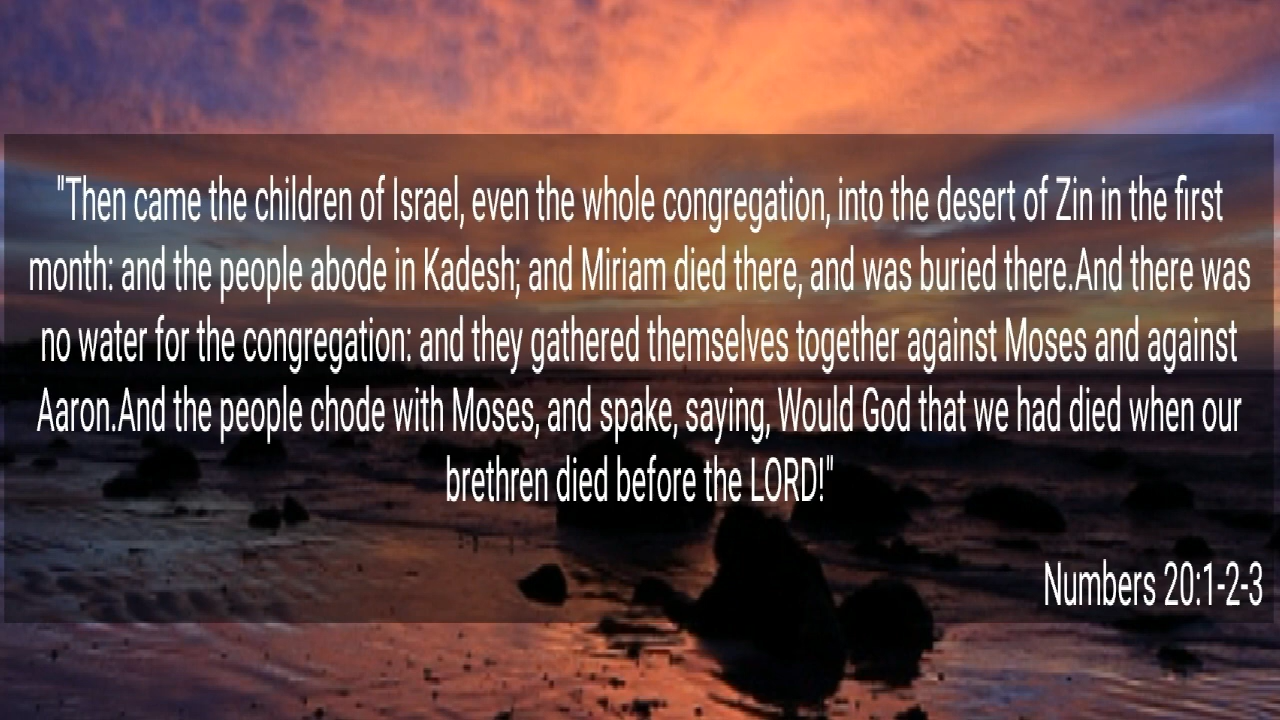 "Then came the children of Israel, even the whole congregation, into the desert of Zin in the first
month: and the people abode in Kadesh; and Miriam died there, and was buried there.And there was
no water for the congregation: and they gathered themselves together against Moses and against
Aaron.And the people chode with Moses, and spake, saying, Would God that we had died when our
brethren died before the LORD!"
Numbers 20:1-2-3